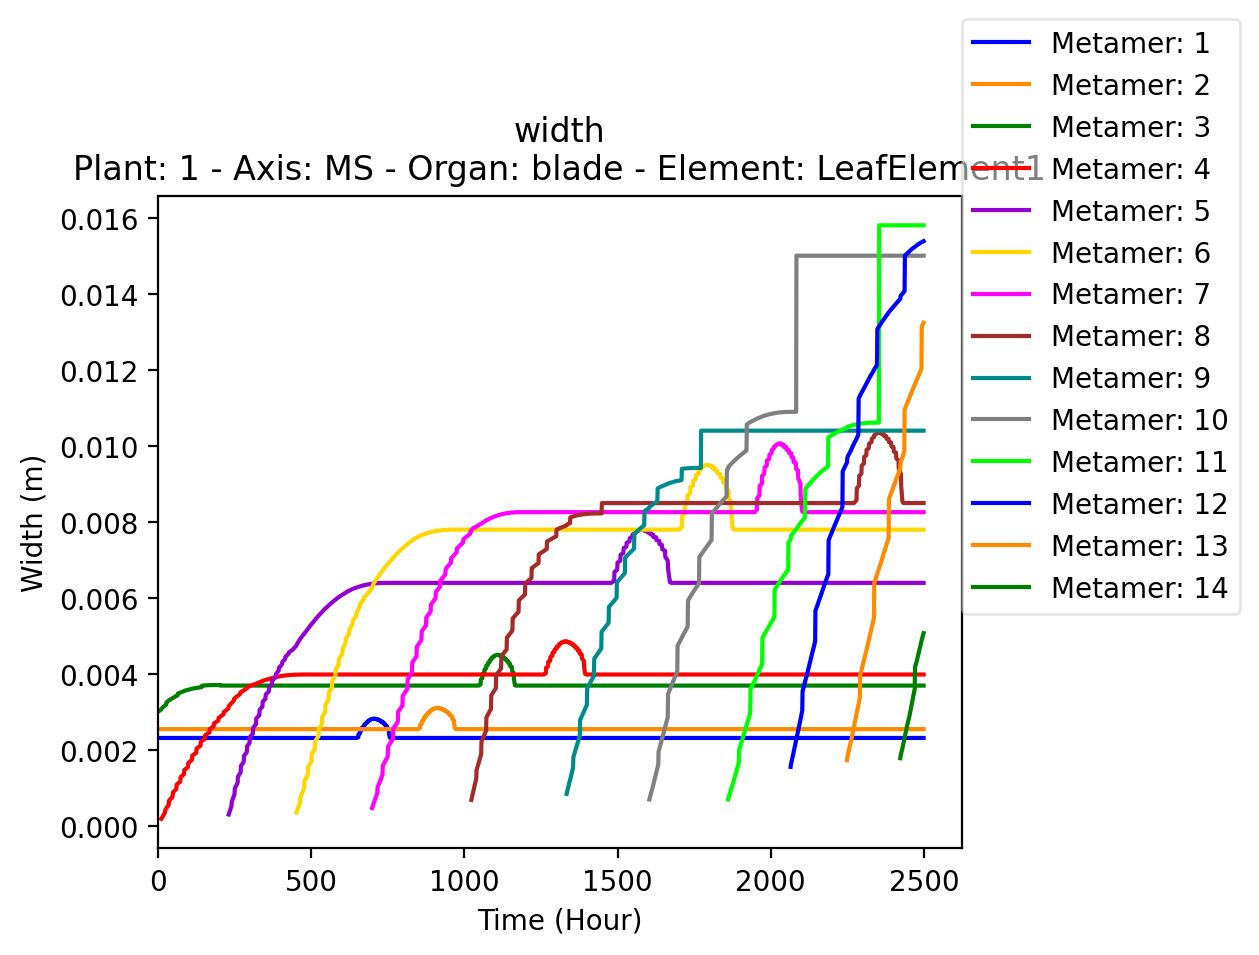 width
Plant: 1 - Axis: MS - Organ: blade - Element: LeafElement1
Metamer: 1
Metamer: 2
Metamer: 3
Metamer: 4
Metamer: 5
Metamer: 6
Metamer: 7
Metamer: 8
Metamer: 9
Metamer: 10
Metamer: 11
Metamer: 12
Metamer: 13
Metamer: 14
Width (m)
0.016
0.014
0.012
0.010
0.008
0.006
0.004
0.002
0.000
0 500 1000 1500 2000 2500
Time (Hour)